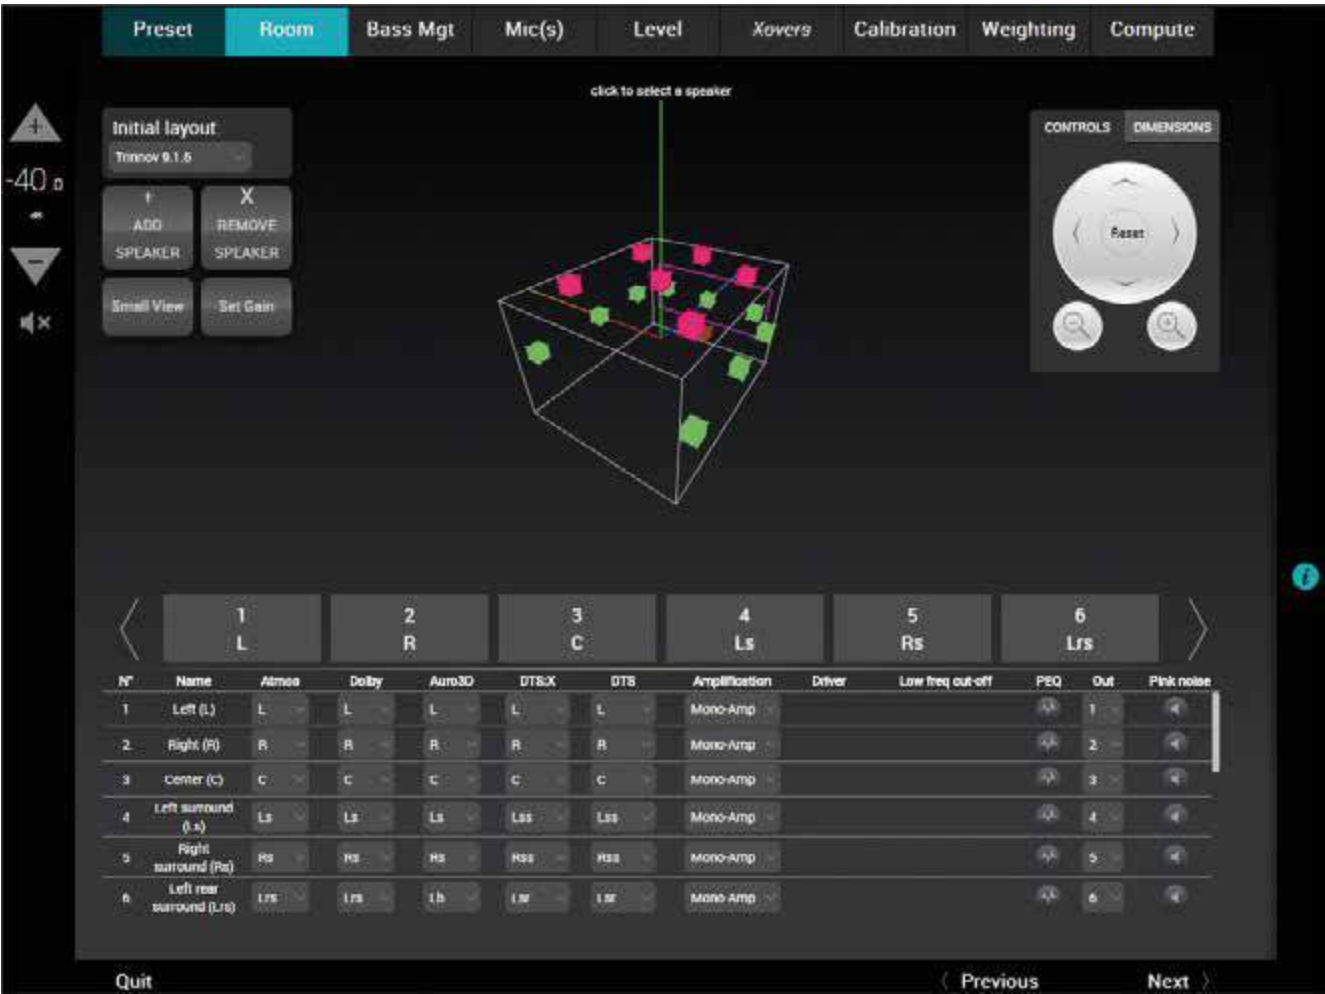 Preset Room Bass Mgt Mic(s) Level Xovers Calibration Weighting Compute
click to select a speaker
Initial layout
Trinnov 9.1.6
+
ADD
SPEAKER
X
REMOVE
SPEAKER
Small View
Set Gain
+
-40.0
-
CONTROLS DIMENSIONS
Reset
1
L
2
R
3
C
4
Ls
5
Rs
6
Lrs
N° Name Atmos Dolby Auro3D DTS:X DTS Amplification Driver Low freq cut-off PEQ Out Pink noise
1 Left (L) L L L L L Mono-Amp 1
2 Right (R) R R R R R Mono-Amp 2
3 Center (C) C C C C C Mono-Amp 3
4 Left surround (Ls) Ls Ls Ls Lss Lss Mono-Amp 4
5 Right surround (Rs) Rs Rs Rs Rss Rss Mono-Amp 5
6 Left rear surround (Lrs) Lrs Lrs Lb Lsr Lsr Mono-Amp 6
i
Quit
Previous
Next